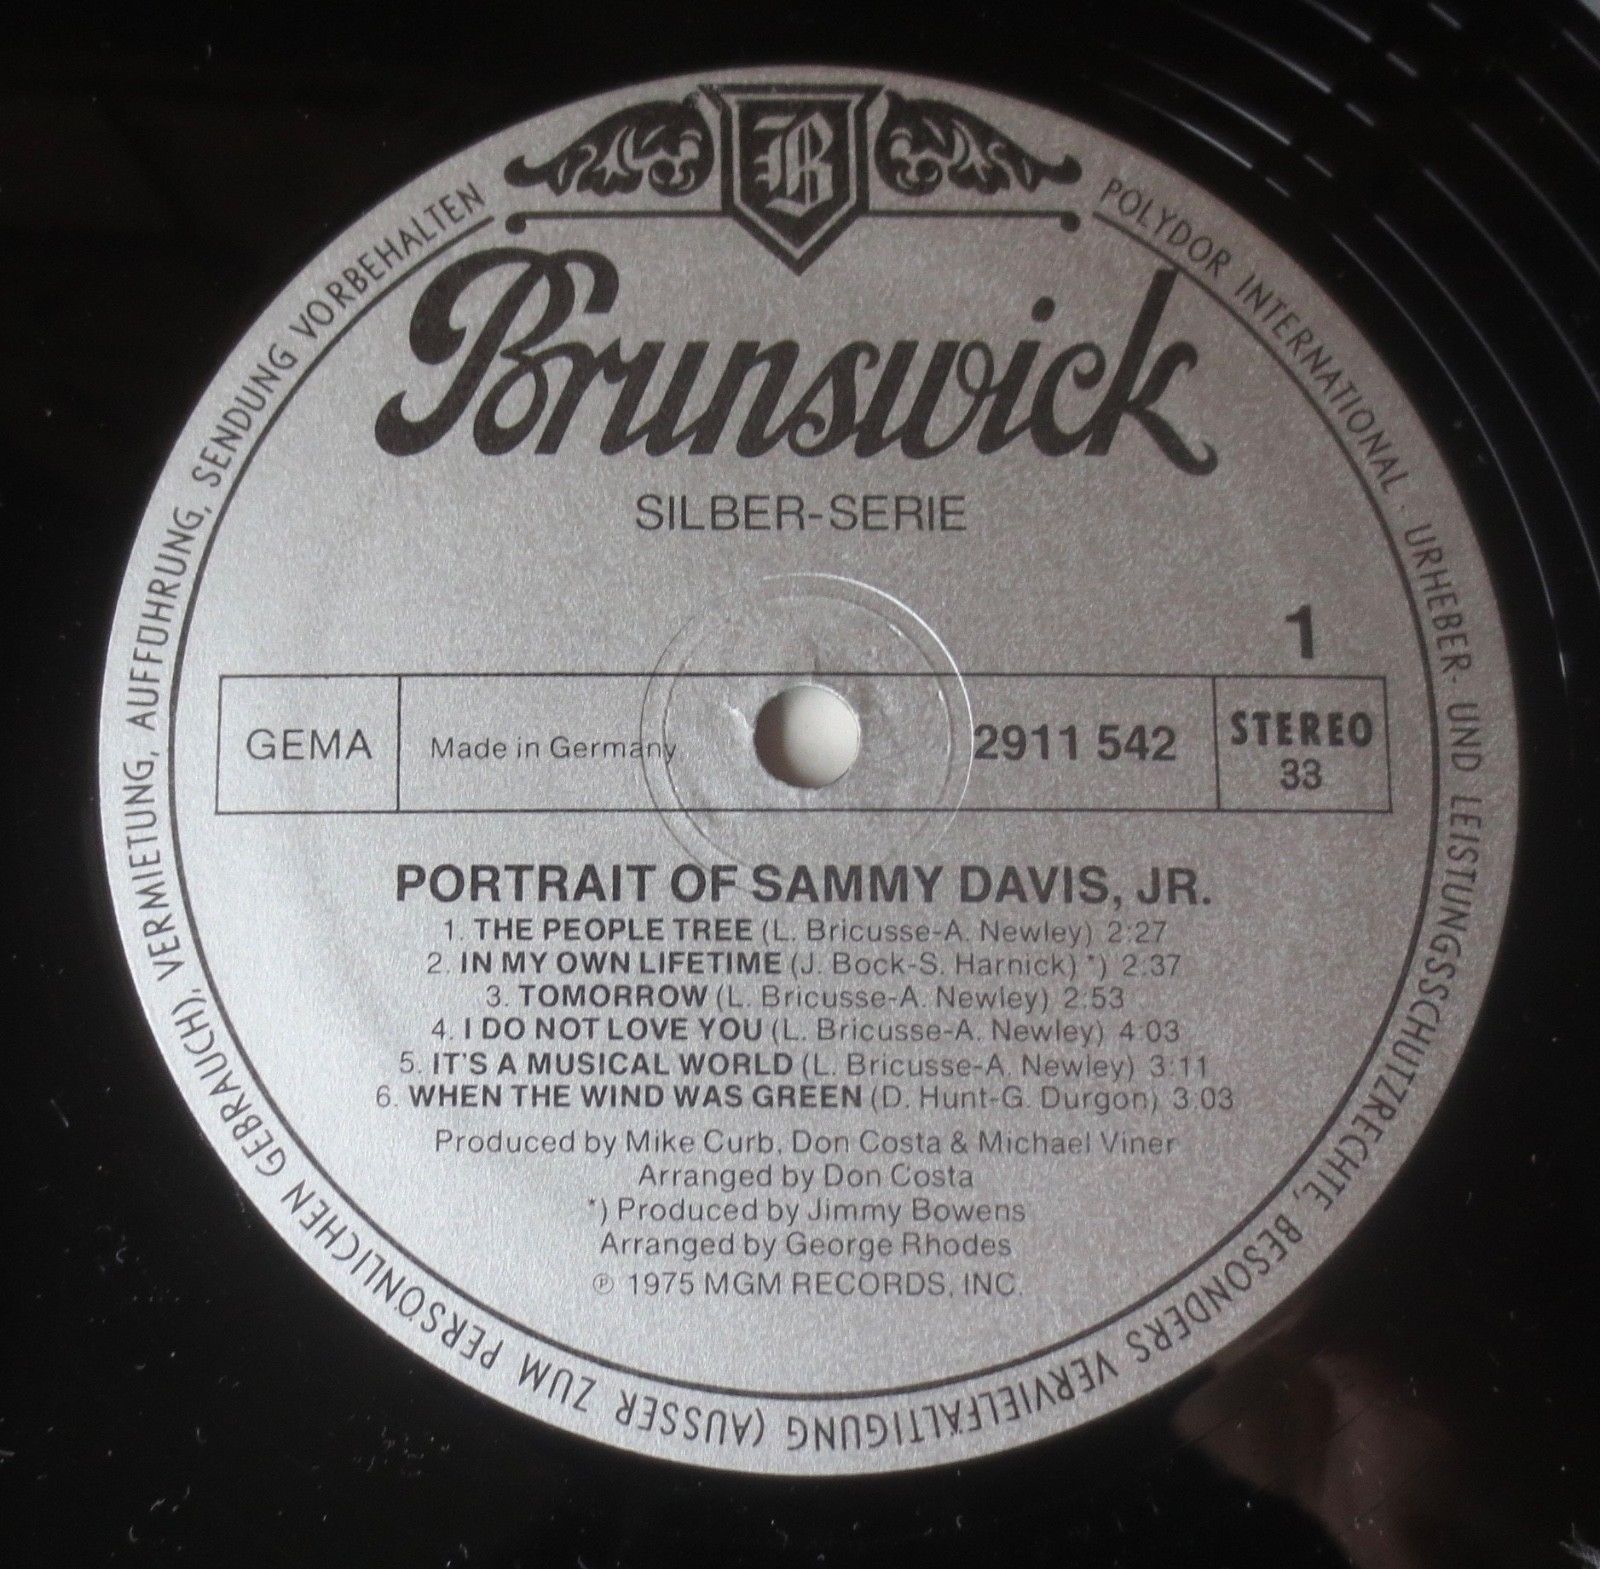 B
Brunswick
SILBER-SERIE
1
GEMA
Made in Germany
2911 542
STEREO
33
PORTRAIT OF SAMMY DAVIS, JR.
1. THE PEOPLE TREE (L. Bricusse-A. Newley) 2:27
2. IN MY OWN LIFETIME (J. Bock-S. Harnick) *) 2:37
3. TOMORROW (L. Bricusse-A. Newley) 2:53
4. I DO NOT LOVE YOU (L. Bricusse-A. Newley) 4:03
5. IT'S A MUSICAL WORLD (L. Bricusse-A. Newley) 3:11
6. WHEN THE WIND WAS GREEN (D. Hunt-G. Durgon) 3:03
Produced by Mike Curb, Don Costa & Michael Viner
Arranged by Don Costa
*) Produced by Jimmy Bowens
Arranged by George Rhodes
℗ 1975 MGM RECORDS, INC.
POLYDOR INTERNATIONAL · URHEBER- UND LEISTUNGSSCHUTZRECHTE, BESONDERS VERVIELFÄLTIGUNG (AUSSER ZUM PERSÖNLICHEN GEBRAUCH), VERMIETUNG, AUFFÜHRUNG, SENDUNG VORBEHALTEN